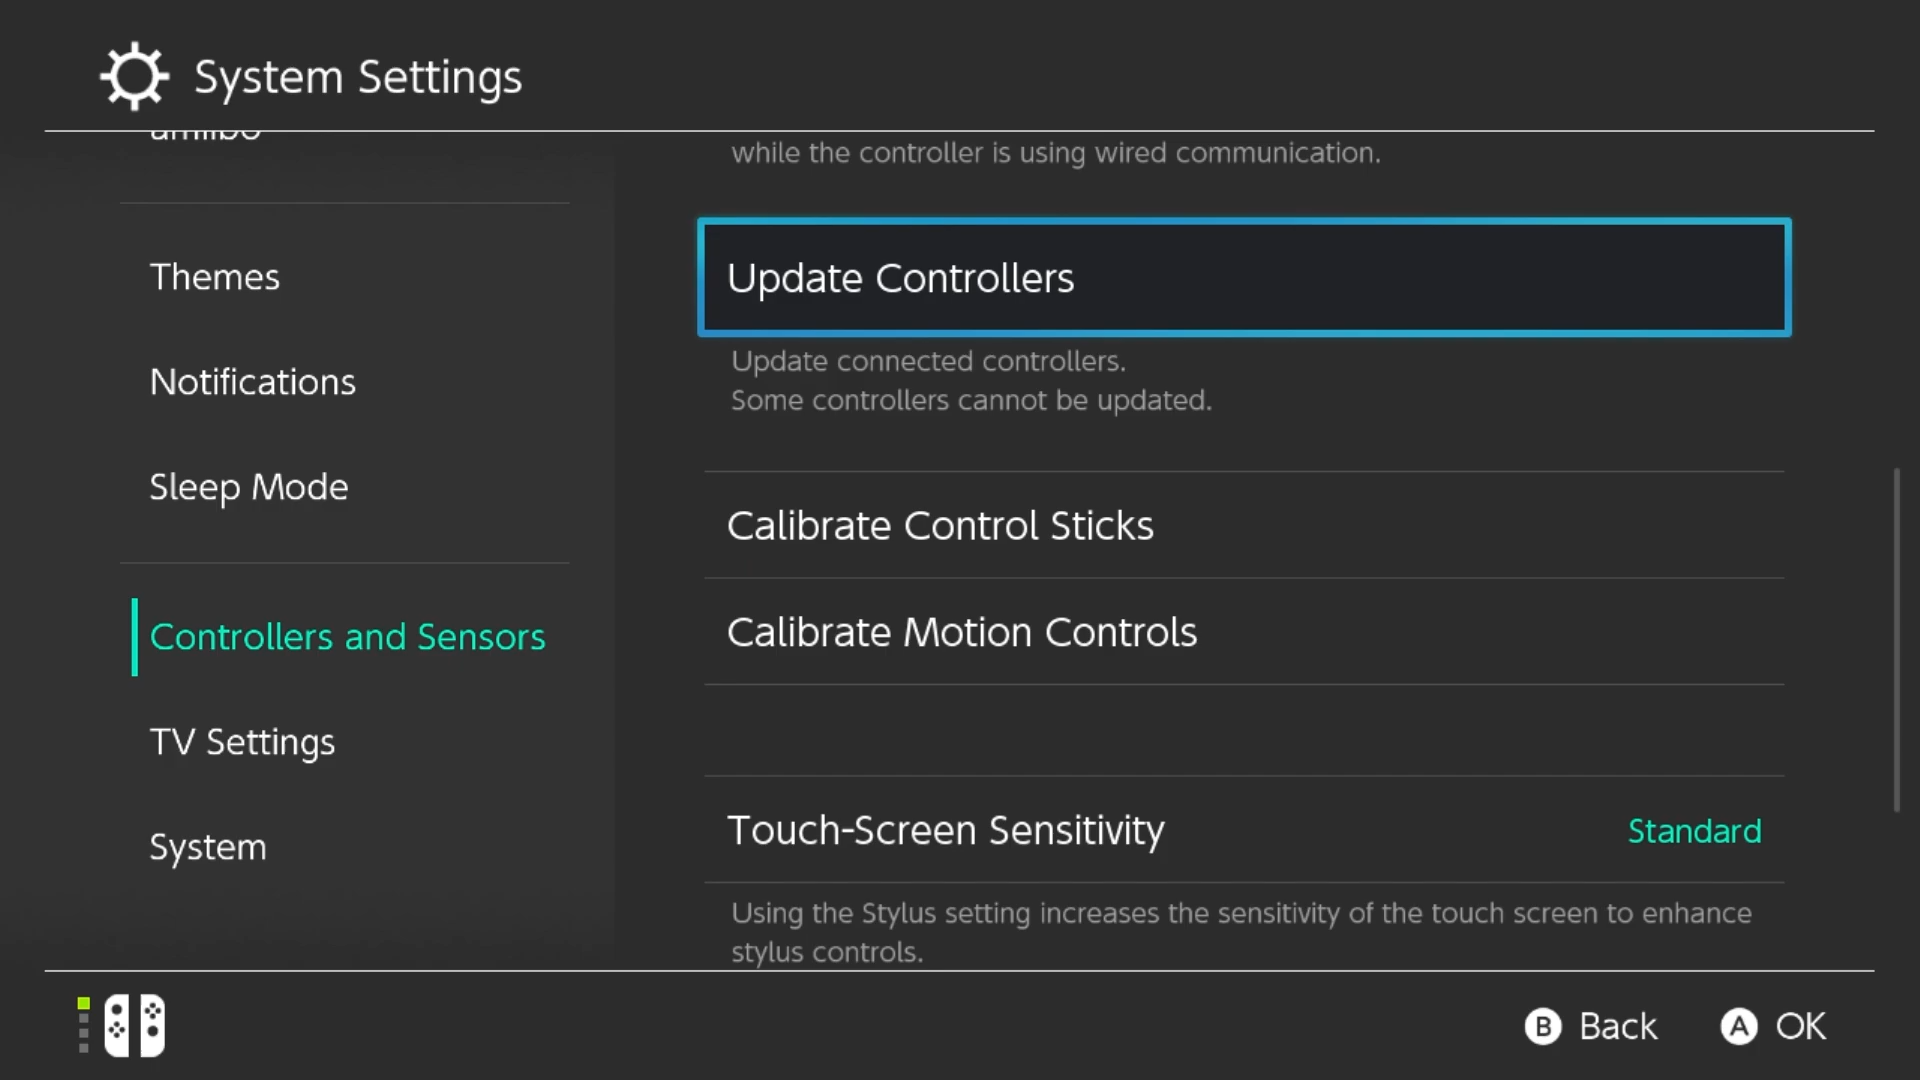 System Settings
amiibo
Themes
Notifications
Sleep Mode
Controllers and Sensors
TV Settings
System
while the controller is using wired communication.
Update Controllers
Update connected controllers.
Some controllers cannot be updated.
Calibrate Control Sticks
Calibrate Motion Controls
Touch-Screen Sensitivity Standard
Using the Stylus setting increases the sensitivity of the touch screen to enhance
stylus controls.
B Back A OK